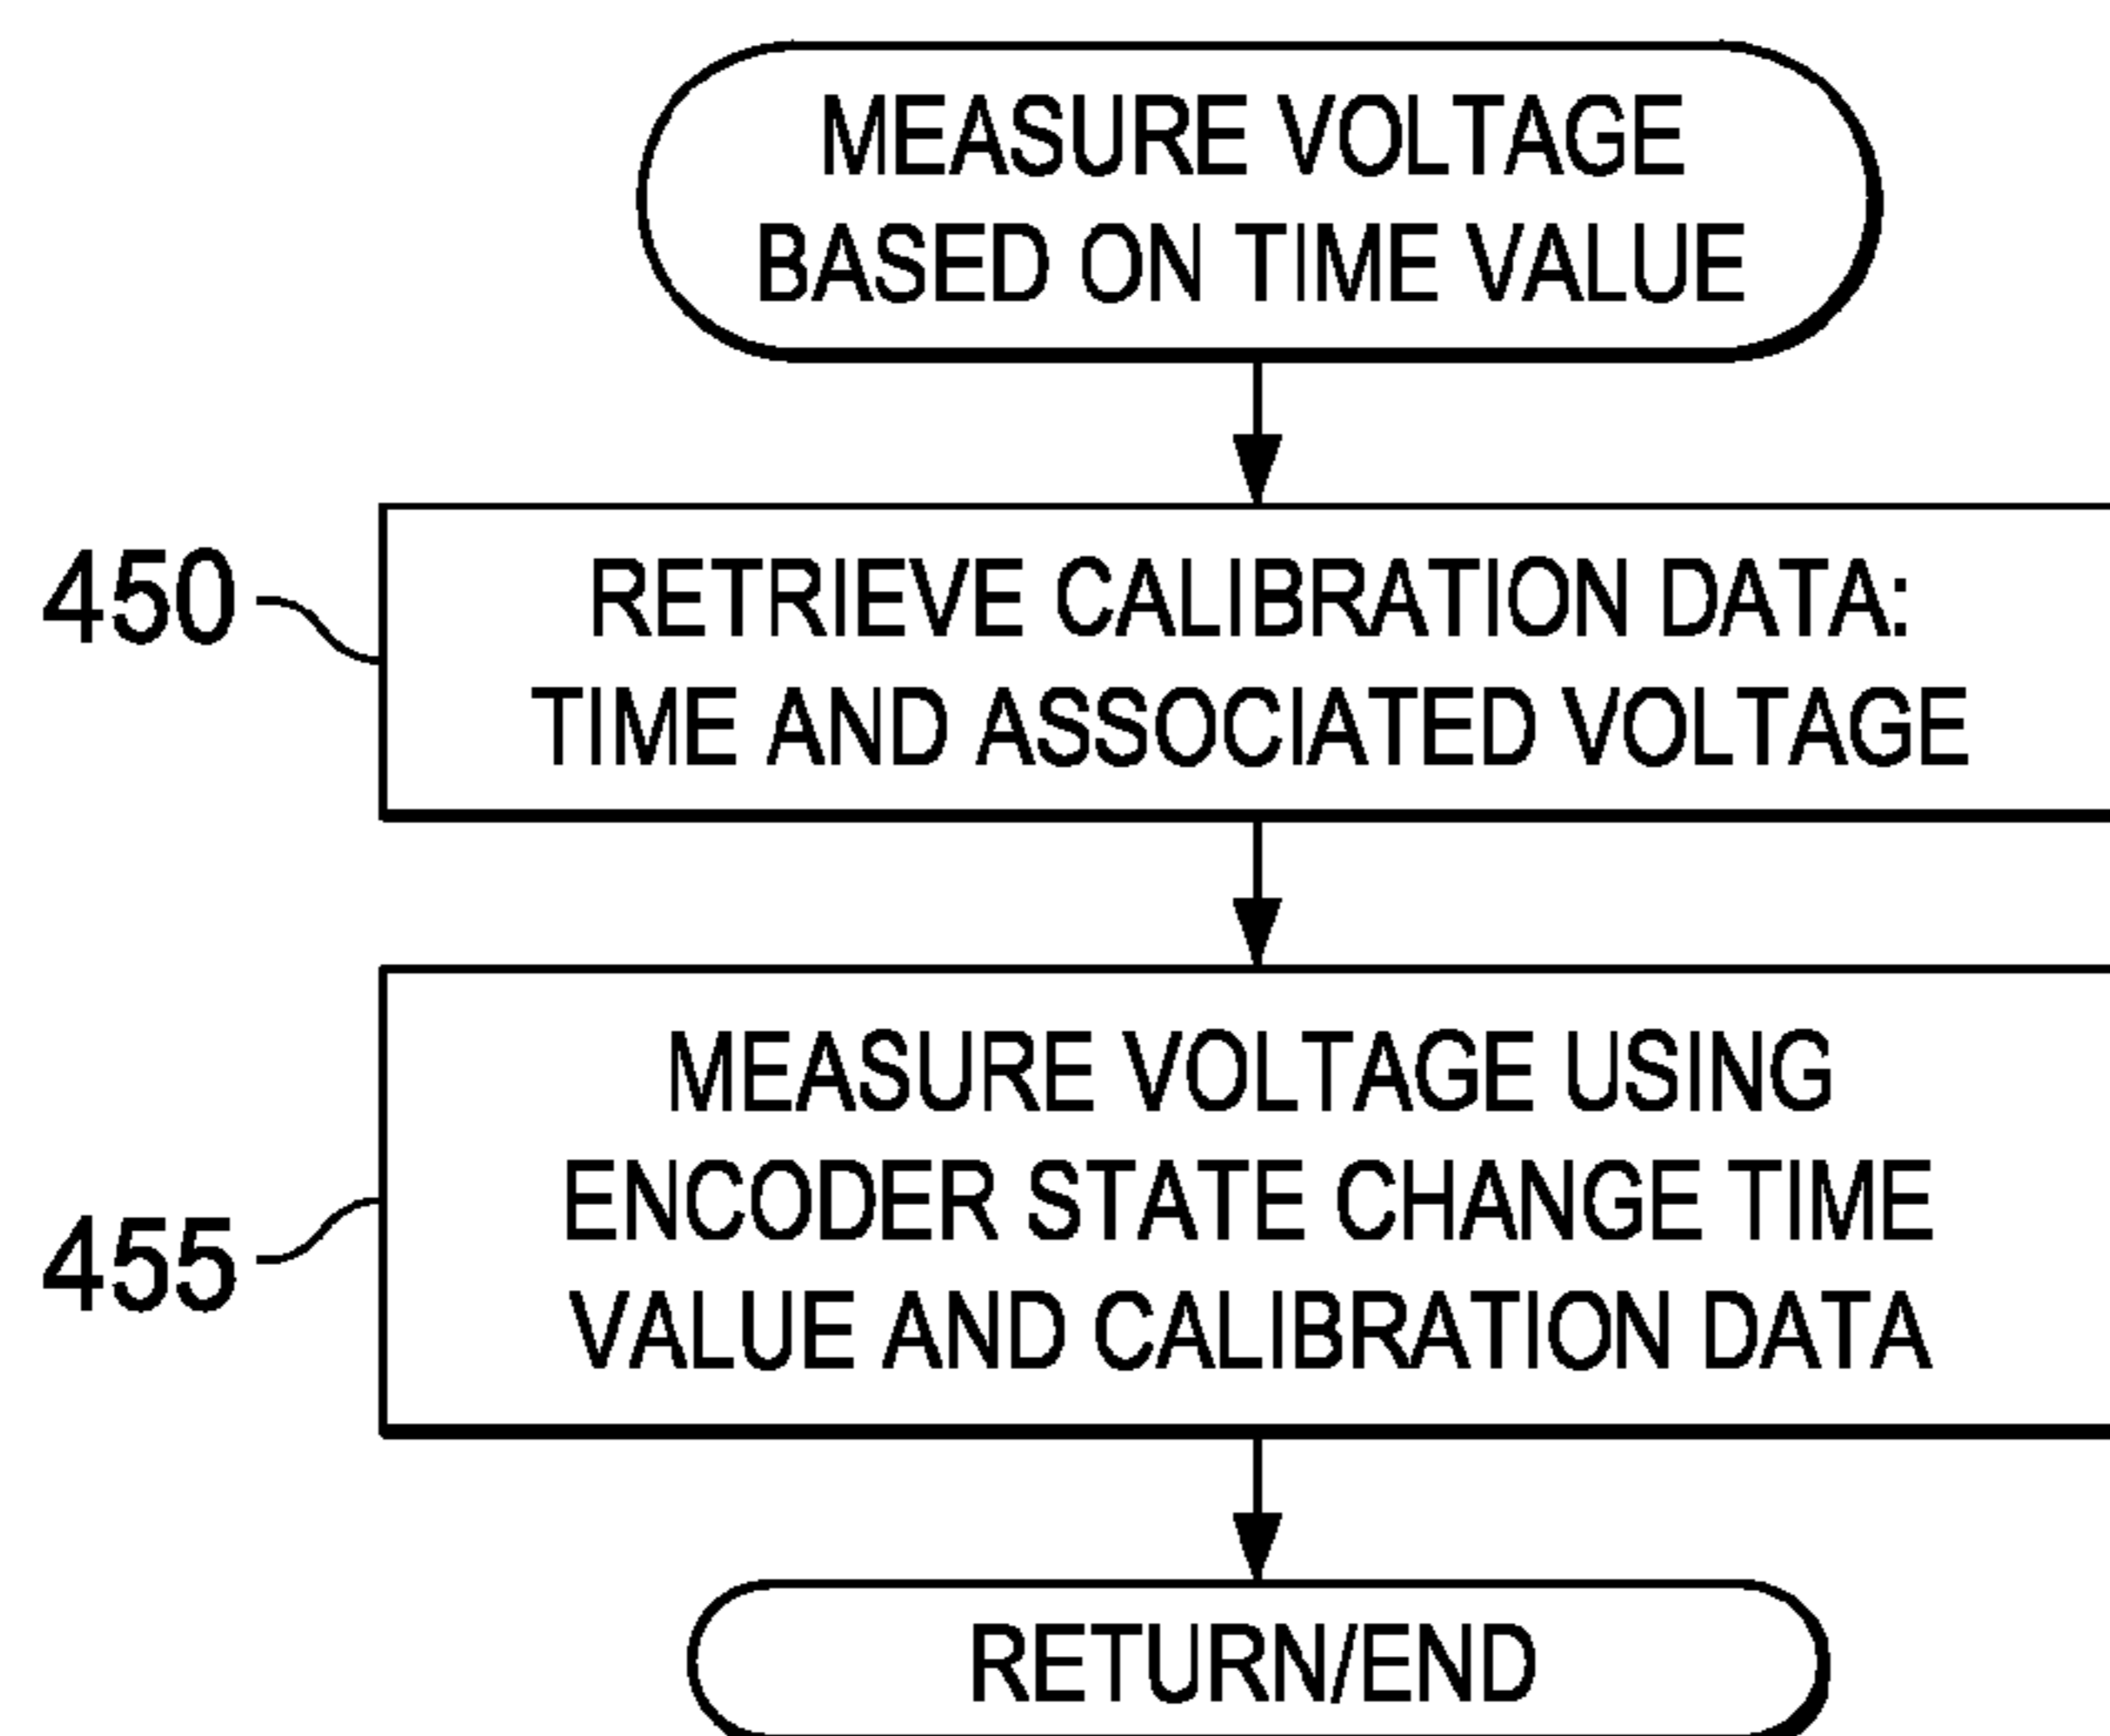 MEASURE VOLTAGE
BASED ON TIME VALUE
450
RETRIEVE CALIBRATION DATA:
TIME AND ASSOCIATED VOLTAGE
455
MEASURE VOLTAGE USING
ENCODER STATE CHANGE TIME
VALUE AND CALIBRATION DATA
RETURN/END